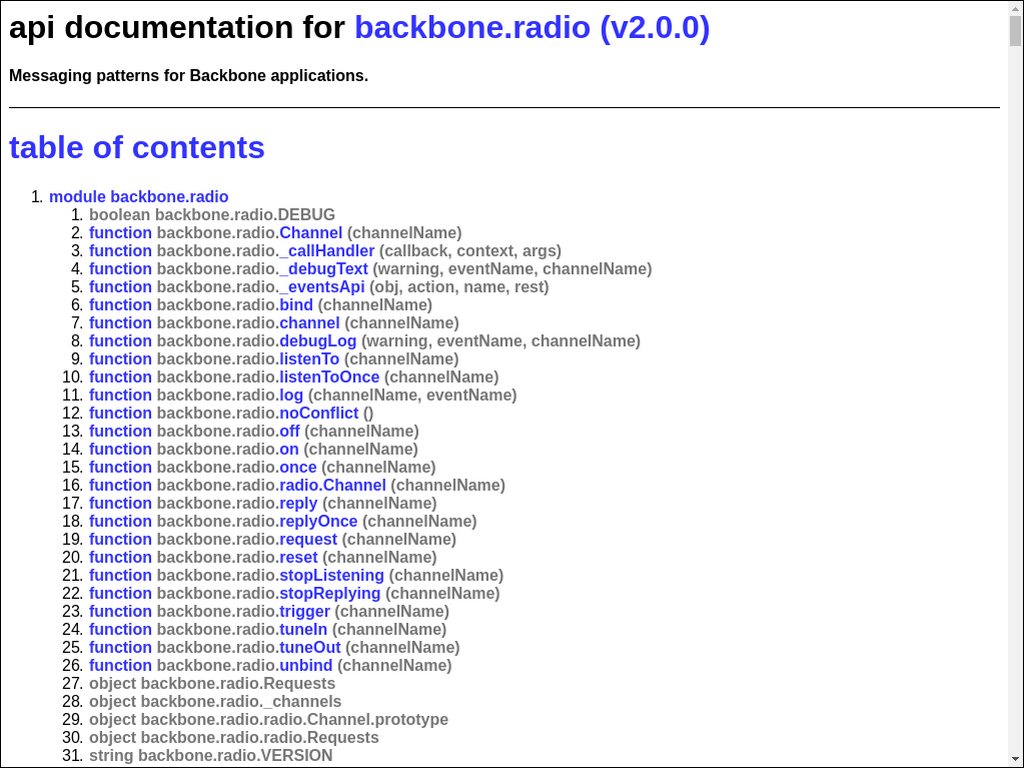 api documentation for backbone.radio (v2.0.0)
Messaging patterns for Backbone applications.
table of contents
1. module backbone.radio
1. boolean backbone.radio.DEBUG
2. function backbone.radio.Channel (channelName)
3. function backbone.radio._callHandler (callback, context, args)
4. function backbone.radio._debugText (warning, eventName, channelName)
5. function backbone.radio._eventsApi (obj, action, name, rest)
6. function backbone.radio.bind (channelName)
7. function backbone.radio.channel (channelName)
8. function backbone.radio.debugLog (warning, eventName, channelName)
9. function backbone.radio.listenTo (channelName)
10. function backbone.radio.listenToOnce (channelName)
11. function backbone.radio.log (channelName, eventName)
12. function backbone.radio.noConflict ()
13. function backbone.radio.off (channelName)
14. function backbone.radio.on (channelName)
15. function backbone.radio.once (channelName)
16. function backbone.radio.radio.Channel (channelName)
17. function backbone.radio.reply (channelName)
18. function backbone.radio.replyOnce (channelName)
19. function backbone.radio.request (channelName)
20. function backbone.radio.reset (channelName)
21. function backbone.radio.stopListening (channelName)
22. function backbone.radio.stopReplying (channelName)
23. function backbone.radio.trigger (channelName)
24. function backbone.radio.tuneIn (channelName)
25. function backbone.radio.tuneOut (channelName)
26. function backbone.radio.unbind (channelName)
27. object backbone.radio.Requests
28. object backbone.radio._channels
29. object backbone.radio.radio.Channel.prototype
30. object backbone.radio.radio.Requests
31. string backbone.radio.VERSION